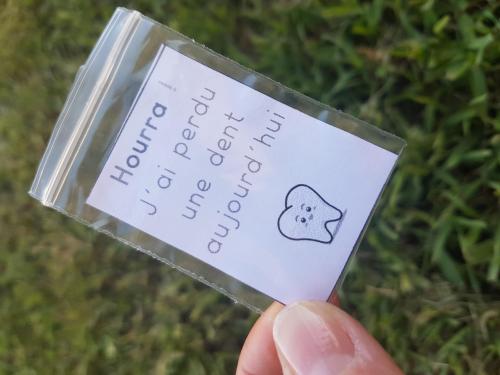 Hourra
j'ai perdu
une dent
aujourd'hui